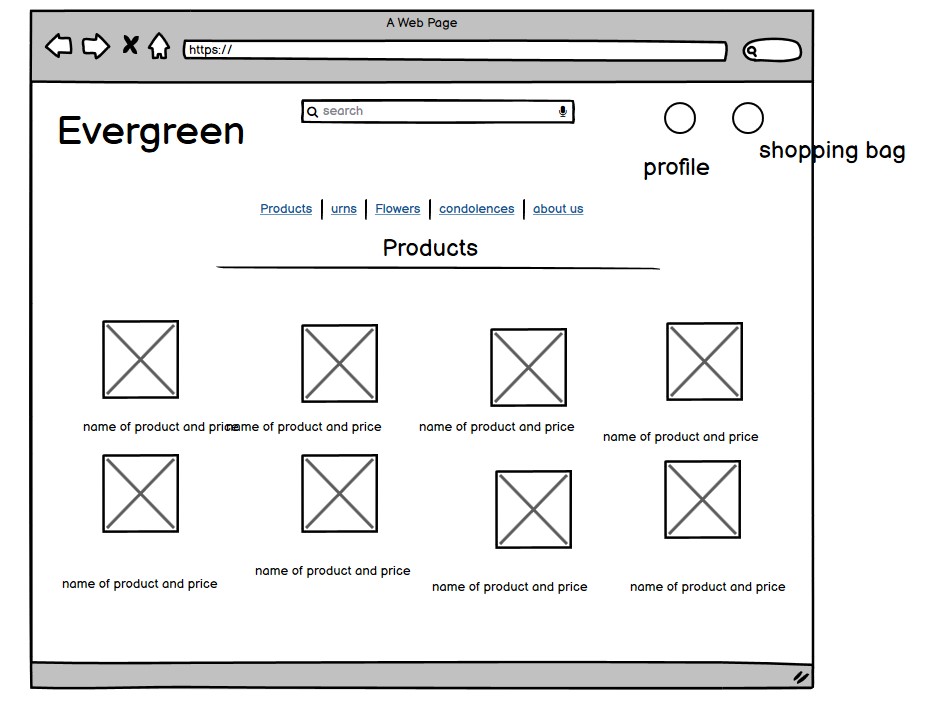 A Web Page
https://
search
Evergreen
shopping bag
profile
Products urns Flowers condolences about us
Products
name of product and price name of product and price name of product and price
name of product and price
name of product and price name of product and price name of product and price name of product and price